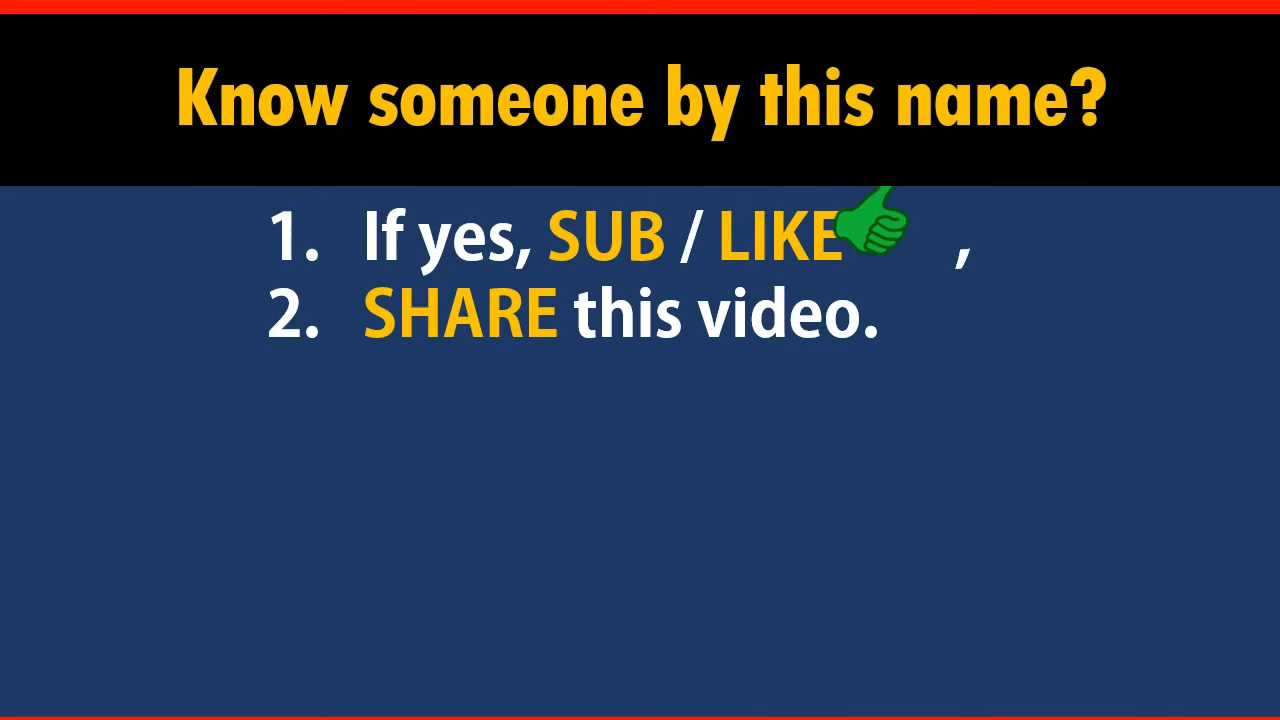 Know someone by this name?
1. If yes, SUB / LIKE ,
2. SHARE this video.